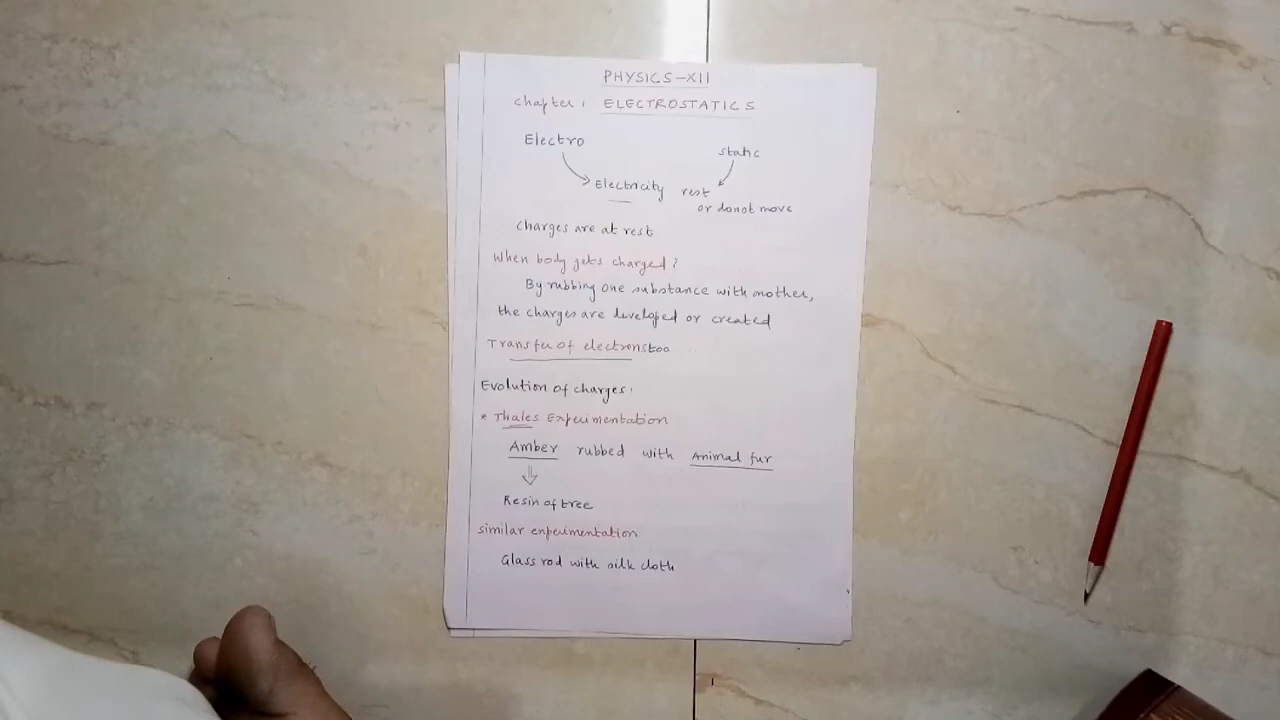 PHYSICS-XII
Chapter: ELECTROSTATICS
Electro static
Electricity rest
or donot move
Charges are at rest
When body gets charged?
By rubbing one substance with another,
the charges are developed or created
Transfer of electronstoo
Evolution of charges:
* Thales Experimentation
Amber rubbed with Animal fur
⇓
Resin of tree
similar experimentation
Glass rod with silk cloth